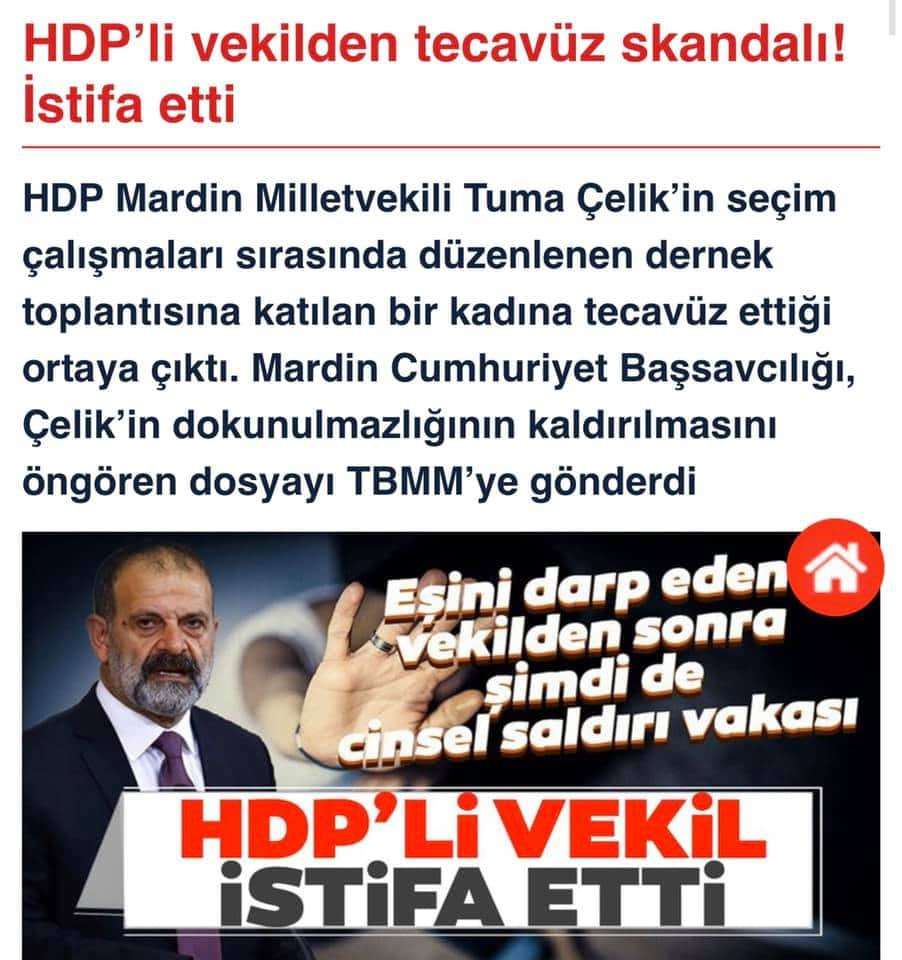 HDP’li vekilden tecavüz skandalı!
İstifa etti
HDP Mardin Milletvekili Tuma Çelik’in seçim
çalışmaları sırasında düzenlenen dernek
toplantısına katılan bir kadına tecavüz ettiği
ortaya çıktı. Mardin Cumhuriyet Başsavcılığı,
Çelik’in dokunulmazlığının kaldırılmasını
öngören dosyayı TBMM’ye gönderdi
Eşini darp eden
vekilden sonra
şimdi de
cinsel saldırı vakası
HDP’Lİ VEKİL
İSTİFA ETTİ